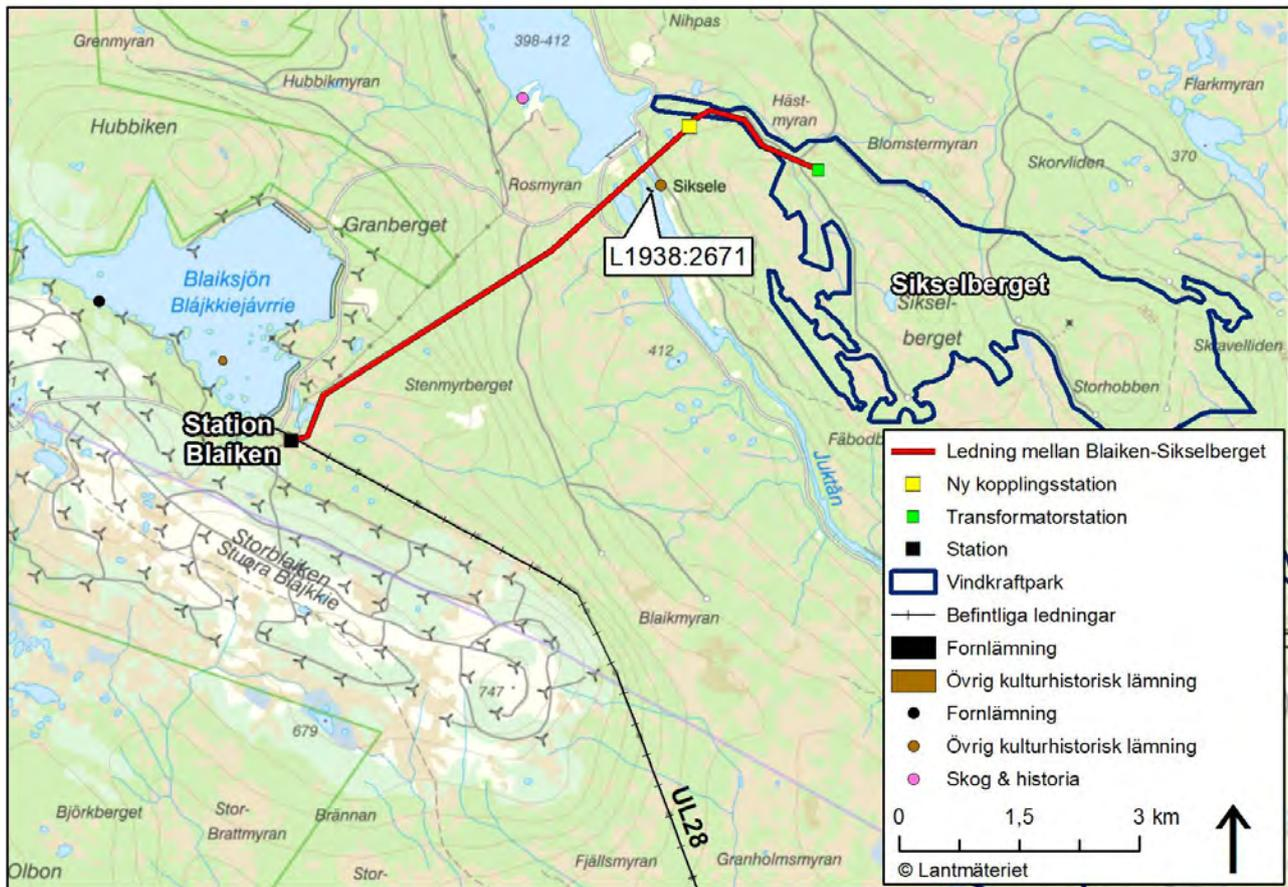 Nihpas
Grenmyran
398-412
Hubbikmyran
Häst-
myran
Flarkmyran
Hubbiken
Blomstermyran
Skorvliden
370
Rosmyran
Siksele
Granberget
L1938:2671
Blaiksjön
Blájkkiejávrrie
Sikselberget
Siksel-
berget
412
Skravelliden
Stenmyrberget
Storhobben
Station
Blaiken
Juktån
Storblaiken
Stuora Blájkkie
Blaikmyran
747
679
Björkberget
Stor-
Brattmyran
Brännan
UL28
Olbon
Stor-
Fjällsmyran
Granholmsmyran
Ledning mellan Blaiken-Sikselberget
Ny kopplingsstation
Transformatorstation
Station
Vindkraftpark
Befintliga ledningar
Fornlämning
Övrig kulturhistorisk lämning
Fornlämning
Övrig kulturhistorisk lämning
Skog & historia
0 1,5 3 km
© Lantmäteriet